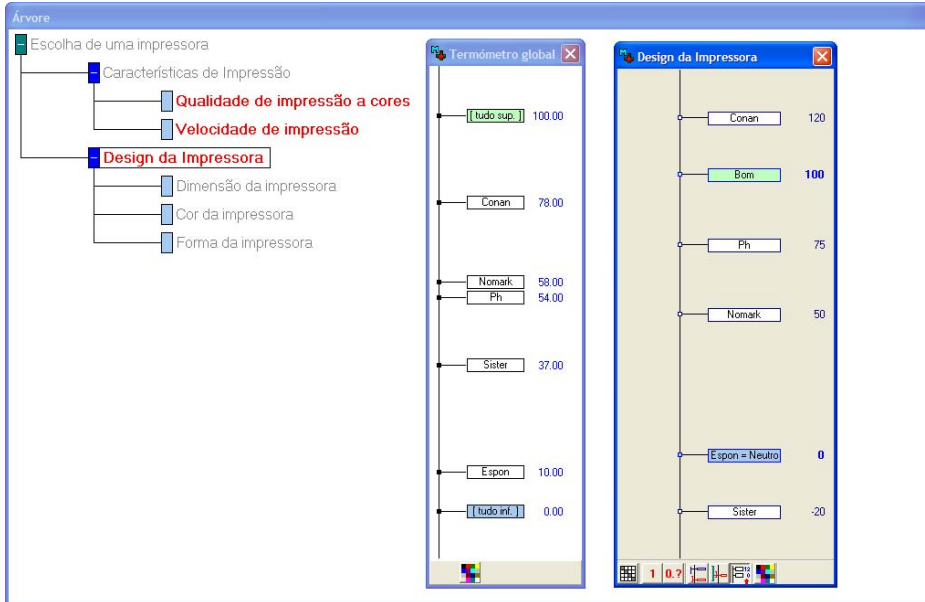 Árvore
Escolha de uma impressora
Características de Impressão
Qualidade de impressão a cores
Velocidade de impressão
Design da Impressora
Dimensão da impressora
Cor da impressora
Forma da impressora
Termómetro global
[ tudo sup. ] 100.00
Conan 78.00
Nomark 58.00
Ph 54.00
Sister 37.00
Espon 10.00
[ tudo inf. ] 0.00
Design da Impressora
Conan 120
Bom 100
Ph 75
Nomark 50
Espon = Neutro 0
Sister -20
1 0.?